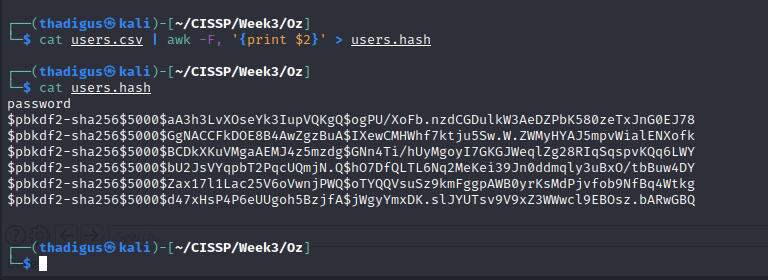 ┌──(thadigus㉿kali)-[~/CISSP/Week3/Oz]
└─$ cat users.csv | awk -F, '{print $2}' > users.hash
┌──(thadigus㉿kali)-[~/CISSP/Week3/Oz]
└─$ cat users.hash
password
$pbkdf2-sha256$5000$aA3h3LvXOseYk3IupVQKgQ$ogPU/XoFb.nzdCGDulkW3AeDZPbK580zeTxJnG0EJ78
$pbkdf2-sha256$5000$GgNACCFkDOE8B4AwZgzBuA$IXewCMHWhf7ktju5Sw.W.ZWMyHYAJ5mpvWialENXofk
$pbkdf2-sha256$5000$BCDkXKuVMgaAEMJ4z5mzdg$GNn4Ti/hUyMgoyI7GKGJWeqlZg28RIqSqspvKQq6LWY
$pbkdf2-sha256$5000$bU2JsVYqpbT2PqcUQmjN.Q$hO7DfQLTL6Nq2MeKei39Jn0ddmqly3uBxO/tbBuw4DY
$pbkdf2-sha256$5000$Zax17l1Lac25V6oVwnjPWQ$oTYQQVsuSz9kmFggpAWB0yrKsMdPjvfob9NfBq4Wtkg
$pbkdf2-sha256$5000$d47xHsP4P6eUUgoh5BzjfA$jWgyYmxDK.slJYUTsv9V9xZ3WWwcl9EBOsz.bARwGBQ
┌──(thadigus㉿kali)-[~/CISSP/Week3/Oz]
└─$